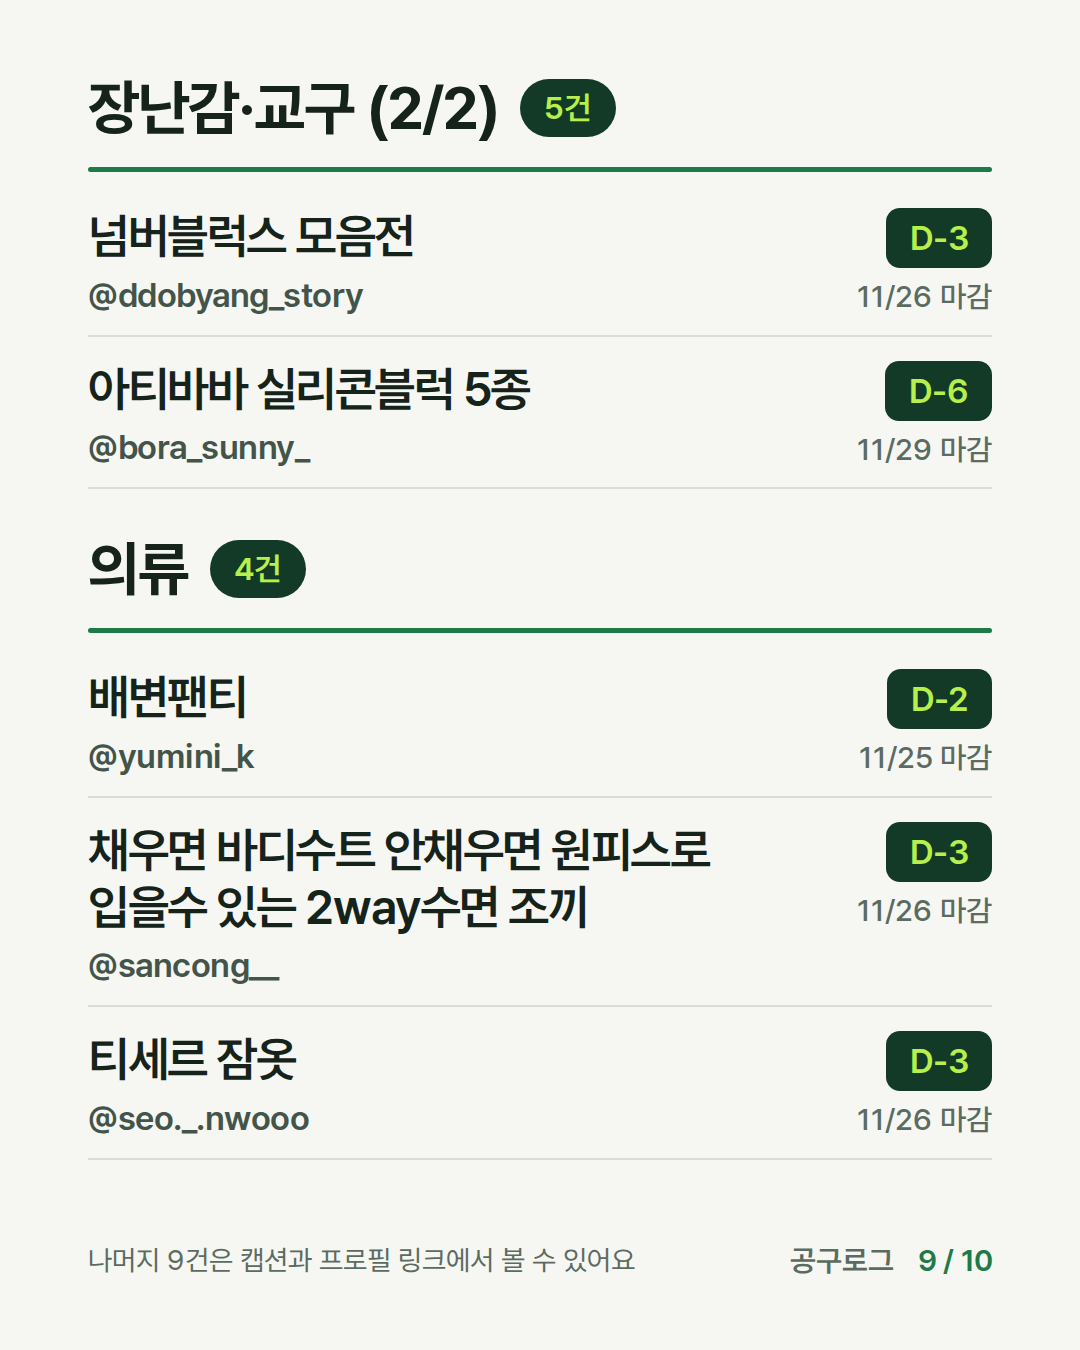 장난감·교구 (2/2) 5건
넘버블럭스 모음전 D-3
@ddobyang_story 11/26 마감
아티바바 실리콘블럭 5종 D-6
@bora_sunny_ 11/29 마감
의류 4건
배변팬티 D-2
@yumini_k 11/25 마감
채우면 바디수트 안채우면 원피스로 D-3
입을수 있는 2way수면 조끼 11/26 마감
@sancong__
티세르 잠옷 D-3
@seo._.nwooo 11/26 마감
나머지 9건은 캡션과 프로필 링크에서 볼 수 있어요 공구로그 9 / 10